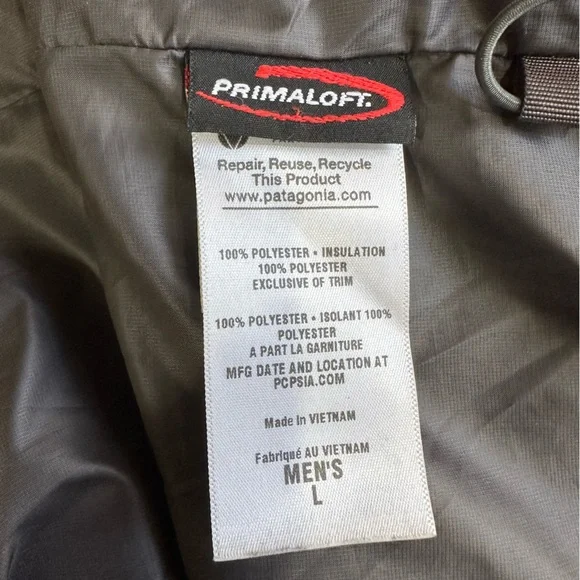 PRIMALOFT.
Repair, Reuse, Recycle
This Product
www.patagonia.com
100% POLYESTER • INSULATION
100% POLYESTER
EXCLUSIVE OF TRIM
100% POLYESTER • ISOLANT 100%
POLYESTER
A PART LA GARNITURE
MFG DATE AND LOCATION AT
PCPSIA.COM
Made in VIETNAM
Fabriqué AU VIETNAM
MEN'S
L